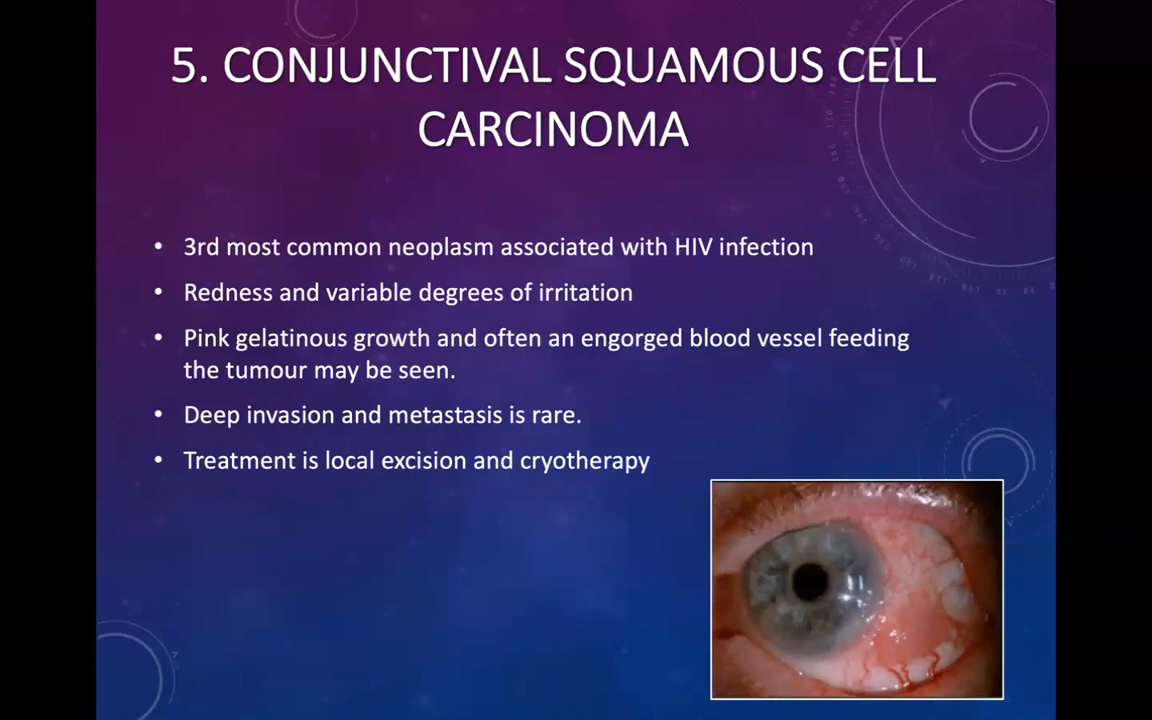 5. CONJUNCTIVAL SQUAMOUS CELL
CARCINOMA
• 3rd most common neoplasm associated with HIV infection
• Redness and variable degrees of irritation
• Pink gelatinous growth and often an engorged blood vessel feeding
the tumour may be seen.
• Deep invasion and metastasis is rare.
• Treatment is local excision and cryotherapy